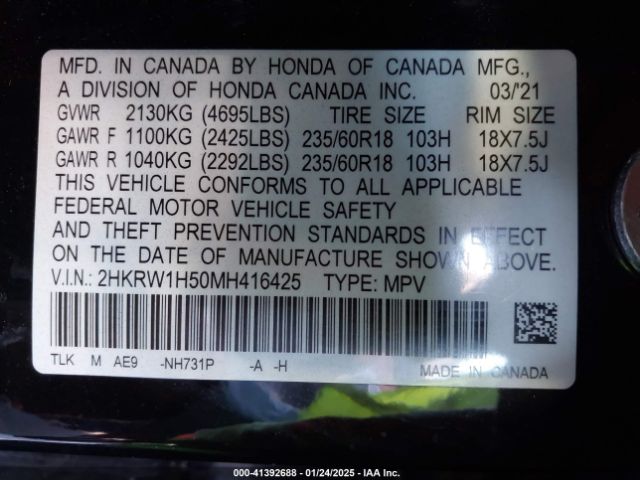 MFD. IN CANADA BY HONDA OF CANADA MFG.,
A DIVISION OF HONDA CANADA INC. 03/'21
GVWR 2130KG (4695LBS) TIRE SIZE RIM SIZE
GAWR F 1100KG (2425LBS) 235/60R18 103H 18X7.5J
GAWR R 1040KG (2292LBS) 235/60R18 103H 18X7.5J
THIS VEHICLE CONFORMS TO ALL APPLICABLE
FEDERAL MOTOR VEHICLE SAFETY
AND THEFT PREVENTION STANDARDS IN EFFECT
ON THE DATE OF MANUFACTURE SHOWN ABOVE.
V.I.N.: 2HKRW1H50MH416425 TYPE: MPV
TLK M AE9 -NH731P -A -H
MADE IN CANADA
000-41392688 - 01/24/2025 - IAA Inc.